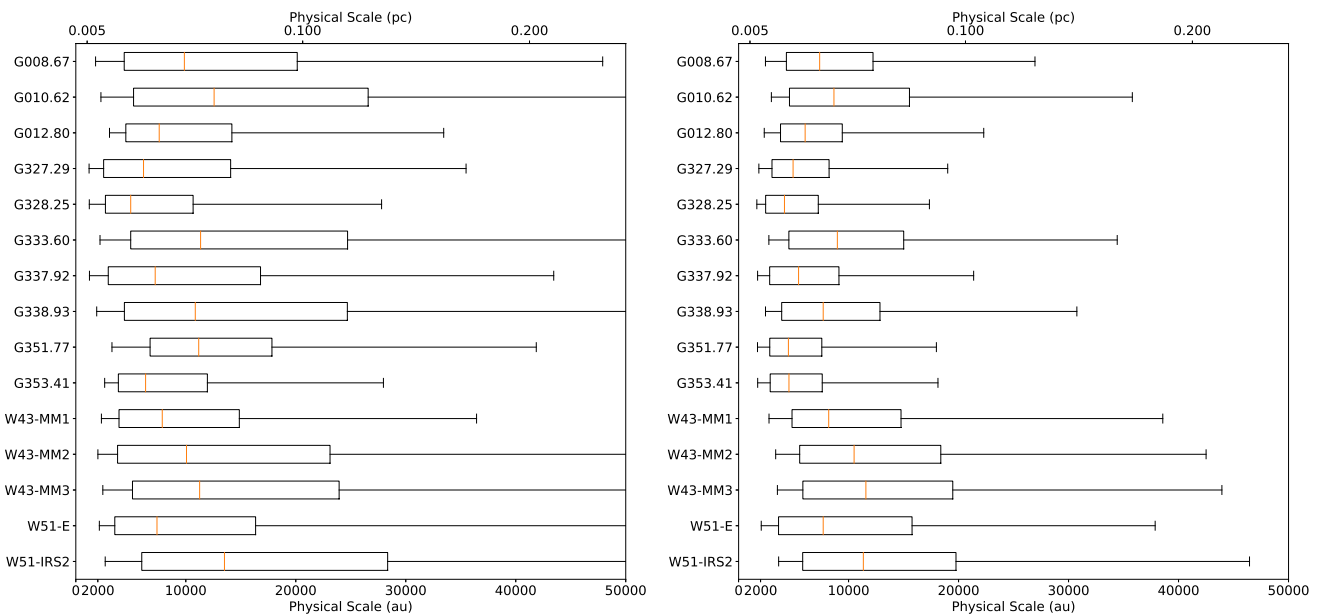 Physical Scale (pc)
0.005 0.100 0.200
G008.67
G010.62
G012.80
G327.29
G328.25
G333.60
G337.92
G338.93
G351.77
G353.41
W43-MM1
W43-MM2
W43-MM3
W51-E
W51-IRS2
0 2000 10000 20000 30000 40000 50000
Physical Scale (au)
Physical Scale (pc)
0.005 0.100 0.200
G008.67
G010.62
G012.80
G327.29
G328.25
G333.60
G337.92
G338.93
G351.77
G353.41
W43-MM1
W43-MM2
W43-MM3
W51-E
W51-IRS2
0 2000 10000 20000 30000 40000 50000
Physical Scale (au)